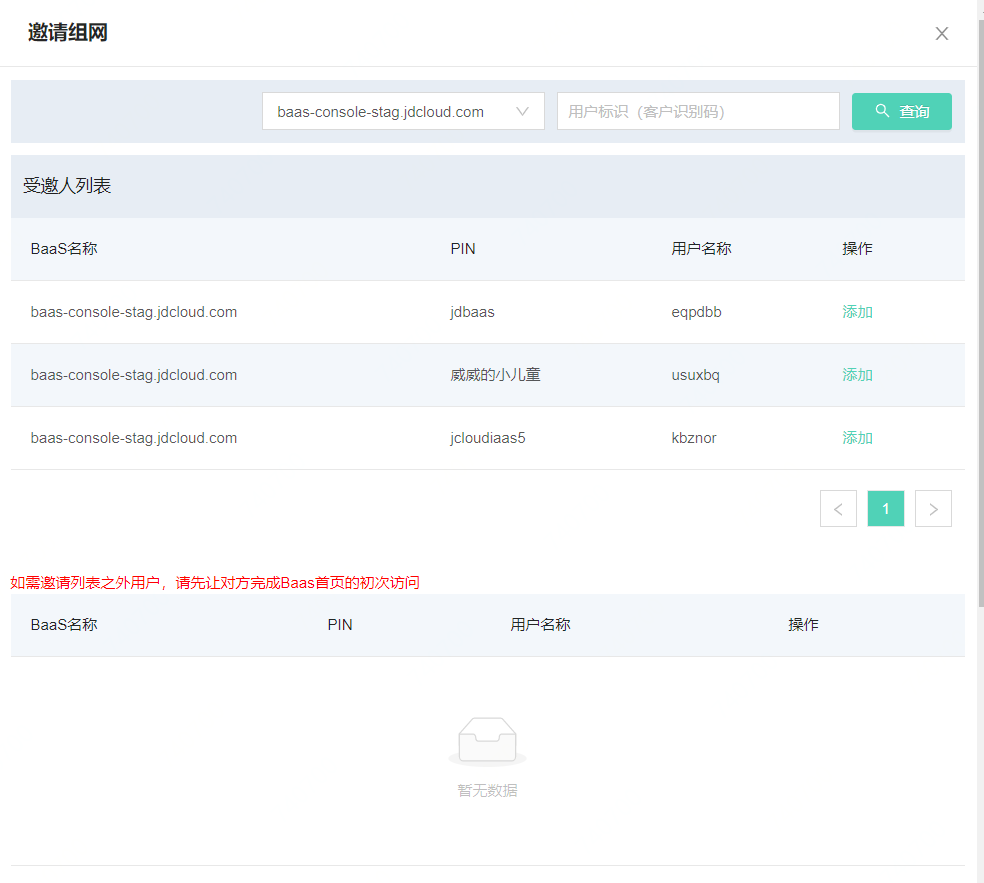 邀请组网
baas-console-stag.jdcloud.com 用户标识（客户识别码） 查询
受邀人列表
BaaS名称 PIN 用户名称 操作
baas-console-stag.jdcloud.com jdbaas eqpdbb 添加
baas-console-stag.jdcloud.com 威威的小儿童 usuxbq 添加
baas-console-stag.jdcloud.com jcloudiaas5 kbznor 添加
1
如需邀请列表之外用户，请先让对方完成Baas首页的初次访问
BaaS名称 PIN 用户名称 操作
暂无数据